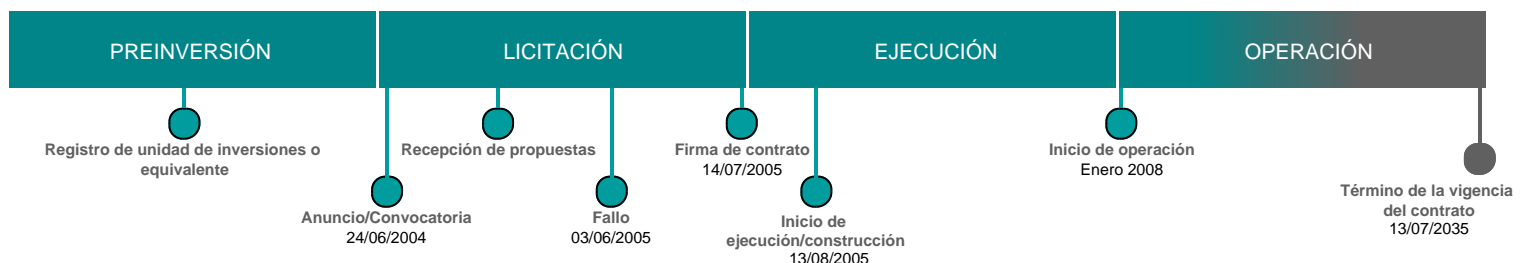 PREINVERSIÓN
LICITACIÓN
EJECUCIÓN
OPERACIÓN
Registro de unidad de inversiones o
equivalente
Anuncio/Convocatoria
24/06/2004
Recepción de propuestas
Fallo
03/06/2005
Firma de contrato
14/07/2005
Inicio de
ejecución/construcción
13/08/2005
Inicio de operación
Enero 2008
Término de la vigencia
del contrato
13/07/2035